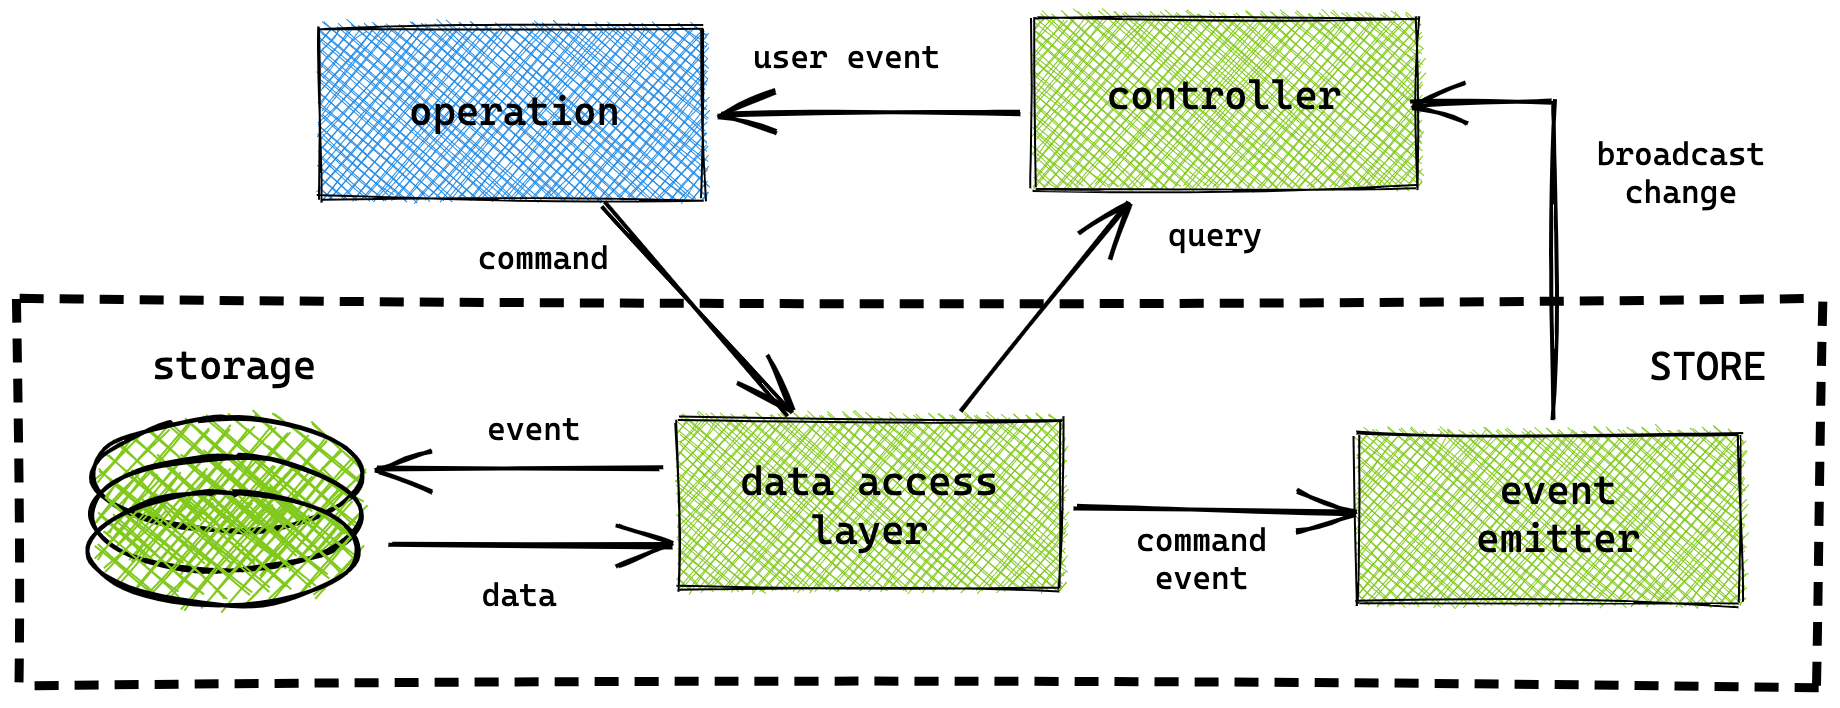 user event
operation
controller
broadcast
change
command
query
storage
STORE
event
data access
layer
event
emitter
command
event
data